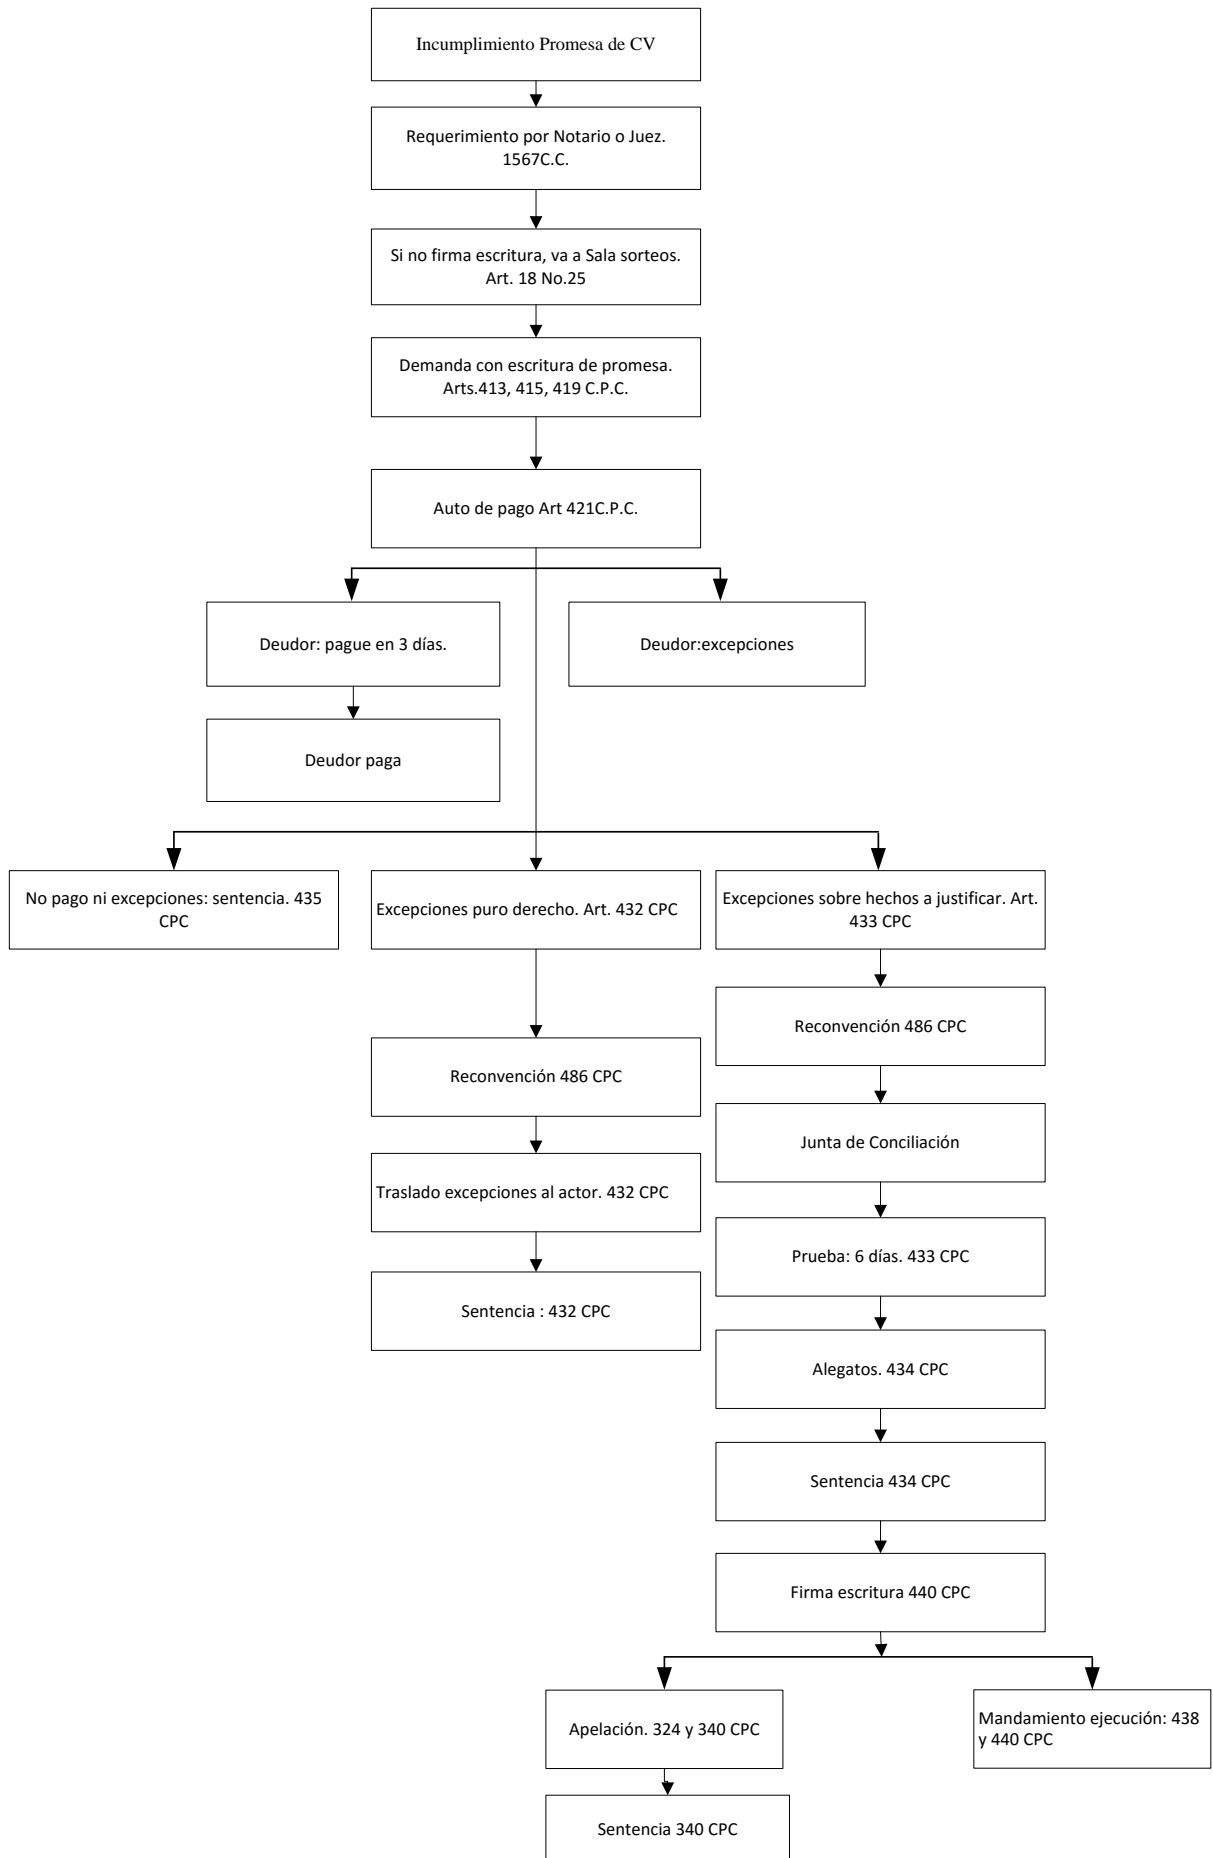 Incumplimiento Promesa de CV
Requerimiento por Notario o Juez.
1567C.C.
Si no firma escritura, va a Sala sorteos.
Art. 18 No.25
Demanda con escritura de promesa.
Arts.413, 415, 419 C.P.C.
Auto de pago Art 421C.P.C.
Deudor: pague en 3 días.
Deudor:excepciones
Deudor paga
No pago ni excepciones: sentencia. 435
CPC
Excepciones puro derecho. Art. 432 CPC
Excepciones sobre hechos a justificar. Art.
433 CPC
Reconvención 486 CPC
Reconvención 486 CPC
Junta de Conciliación
Traslado excepciones al actor. 432 CPC
Prueba: 6 días. 433 CPC
Sentencia : 432 CPC
Alegatos. 434 CPC
Sentencia 434 CPC
Firma escritura 440 CPC
Apelación. 324 y 340 CPC
Mandamiento ejecución: 438
y 440 CPC
Sentencia 340 CPC